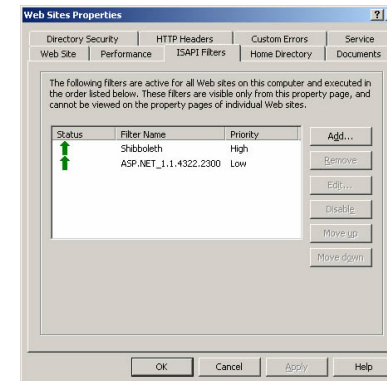 Web Sites Properties ?
Directory Security HTTP Headers Custom Errors Service
Web Site Performance ISAPI Filters Home Directory Documents
The following filters are active for all Web sites on this computer and executed in
the order listed below. These filters are visible only from this property page, and
cannot be viewed on the property pages of individual Web sites.
Status Filter Name Priority
Shibboleth High
ASP.NET_1.1.4322.2300 Low
Add...
Remove
Edit...
Disable
Move up
Move down
OK Cancel Apply Help